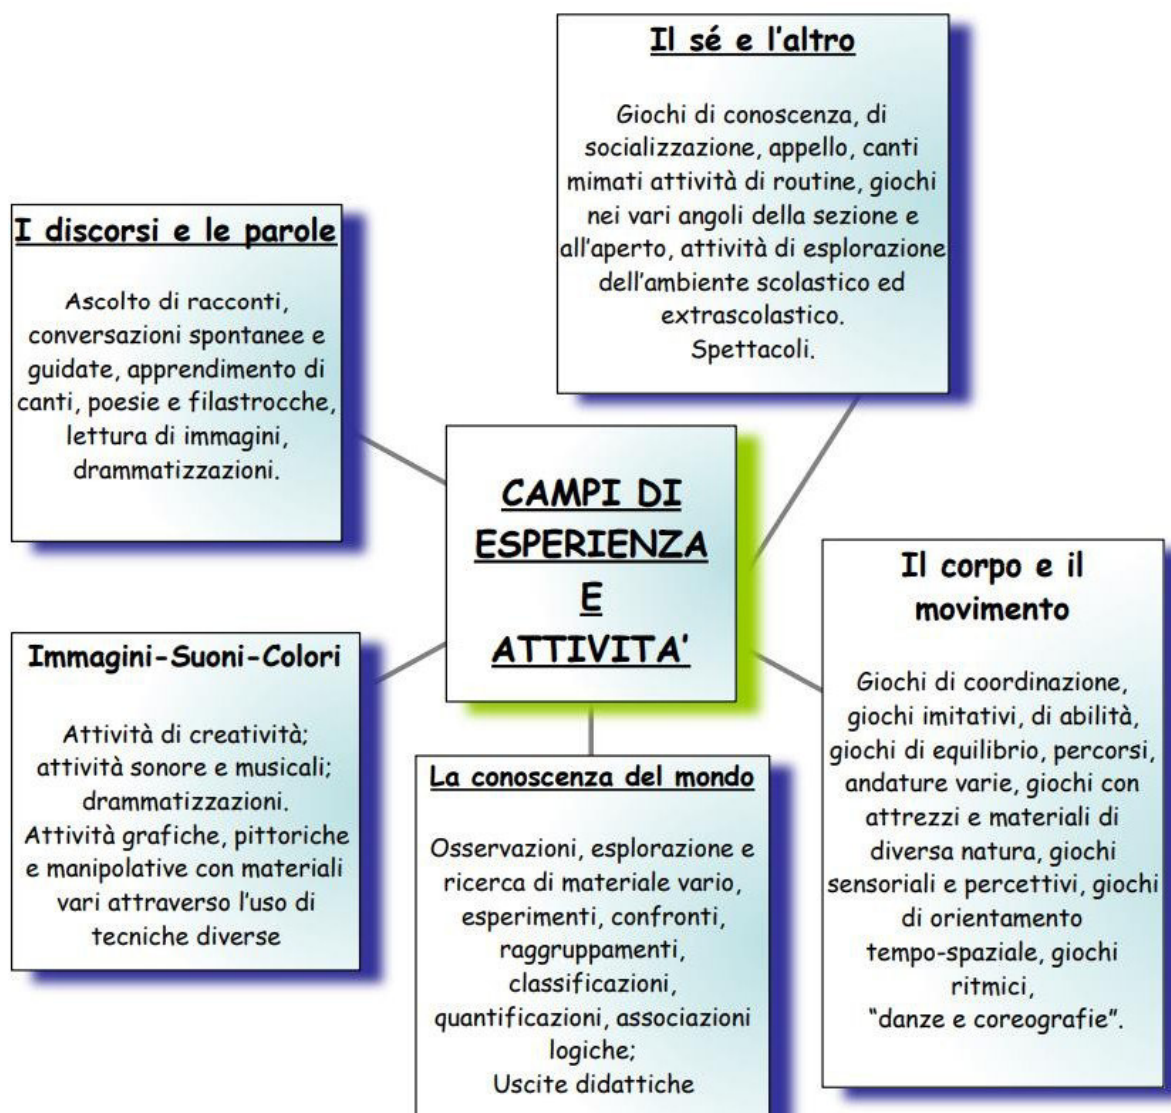 Il sé e l'altro
Giochi di conoscenza, di
socializzazione, appello, canti
mimati attività di routine, giochi
nei vari angoli della sezione e
all'aperto, attività di esplorazione
dell'ambiente scolastico ed
extrascolastico.
Spettacoli.
I discorsi e le parole
Ascolto di racconti,
conversazioni spontanee e
guidate, apprendimento di
canti, poesie e filastrocche,
lettura di immagini,
drammatizzazioni.
CAMPI DI
ESPERIENZA
E
ATTIVITA'
Il corpo e il
movimento
Giochi di coordinazione,
giochi imitativi, di abilità,
giochi di equilibrio, percorsi,
andature varie, giochi con
attrezzi e materiali di
diversa natura, giochi
sensoriali e percettivi, giochi
di orientamento
tempo-spaziale, giochi
ritmici,
"danze e coreografie".
Immagini-Suoni-Colori
Attività di creatività;
attività sonore e musicali;
drammatizzazioni.
Attività grafiche, pittoriche
e manipolative con materiali
vari attraverso l'uso di
tecniche diverse
La conoscenza del mondo
Osservazioni, esplorazione e
ricerca di materiale vario,
esperimenti, confronti,
raggruppamenti,
classificazioni,
quantificazioni, associazioni
logiche;
Uscite didattiche